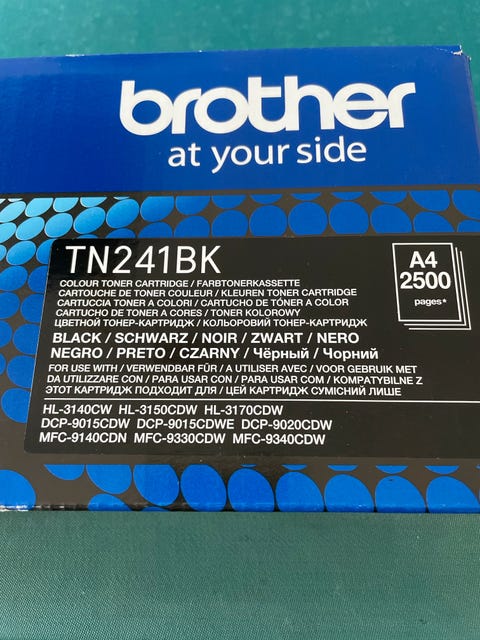 brother
at your side
TN241BK
A4
2500
pages*
COLOUR TONER CARTRIDGE / FARBTONERKASSETTE
CARTOUCHE DE TONER COULEUR / KLEUREN TONER CARTRIDGE
CARTUCCIA TONER A COLORI / CARTUCHO DE TÓNER A COLOR
CARTUCHO DE TONER A CORES / TONER KOLOROWY
ЦВЕТНОЙ ТОНЕР-КАРТРИДЖ / КОЛЬОРОВИЙ ТОНЕР-КАРТРИДЖ
BLACK / SCHWARZ / NOIR / ZWART / NERO
NEGRO / PRETO / CZARNY / Чёрный / Чорний
FOR USE WITH / VERWENDBAR FÜR / A UTILISER AVEC / VOOR GEBRUIK MET
DA UTILIZZARE CON / PARA USAR CON / PARA USAR COM / KOMPATYBILNE Z
ЭТОТ КАРТРИДЖ ПОДХОДИТ ДЛЯ / ЦЕЙ КАРТРИДЖ СУМІСНИЙ ЛИШЕ
HL-3140CW HL-3150CDW HL-3170CDW
DCP-9015CDW DCP-9015CDWE DCP-9020CDW
MFC-9140CDN MFC-9330CDW MFC-9340CDW